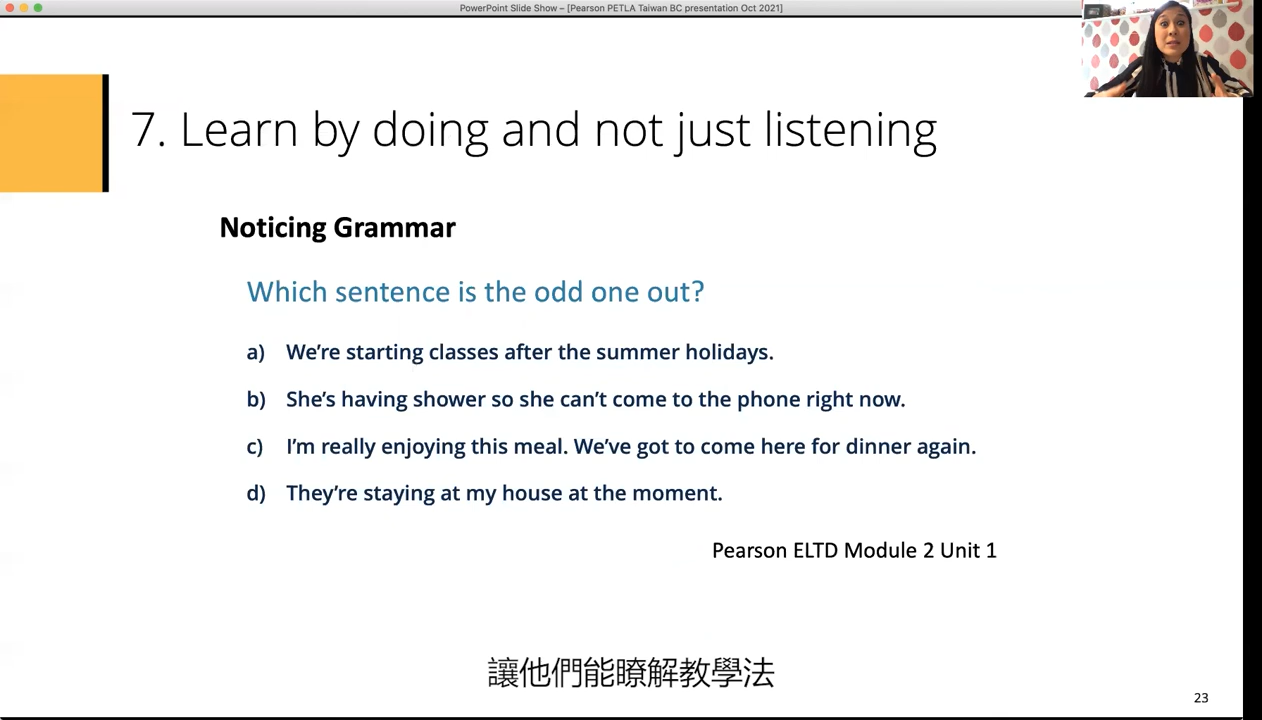 PowerPoint Slide Show – [Pearson PETLA Taiwan BC presentation Oct 2021]
7. Learn by doing and not just listening
Noticing Grammar
Which sentence is the odd one out?
a) We’re starting classes after the summer holidays.
b) She’s having shower so she can’t come to the phone right now.
c) I’m really enjoying this meal. We’ve got to come here for dinner again.
d) They’re staying at my house at the moment.
Pearson ELTD Module 2 Unit 1
讓他們能瞭解教學法
23